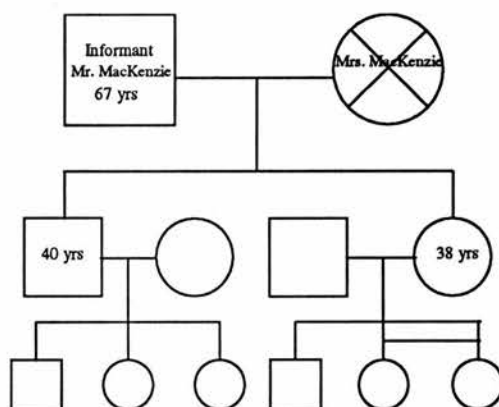 Informant
Mr. MacKenzie
67 yrs
Mrs. MacKenzie
40 yrs
38 yrs